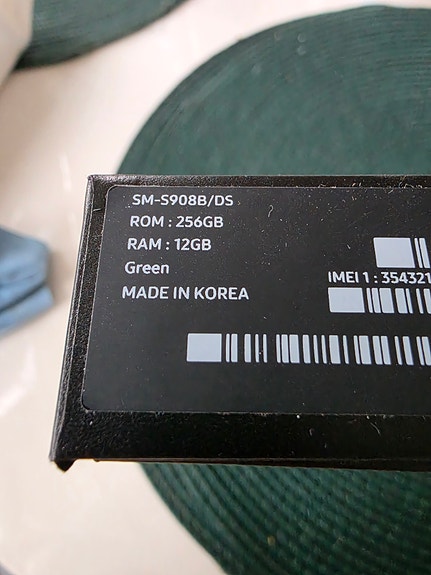 SM-S908B/DS
ROM : 256GB
RAM : 12GB
Green
MADE IN KOREA
IMEI 1 : 354321